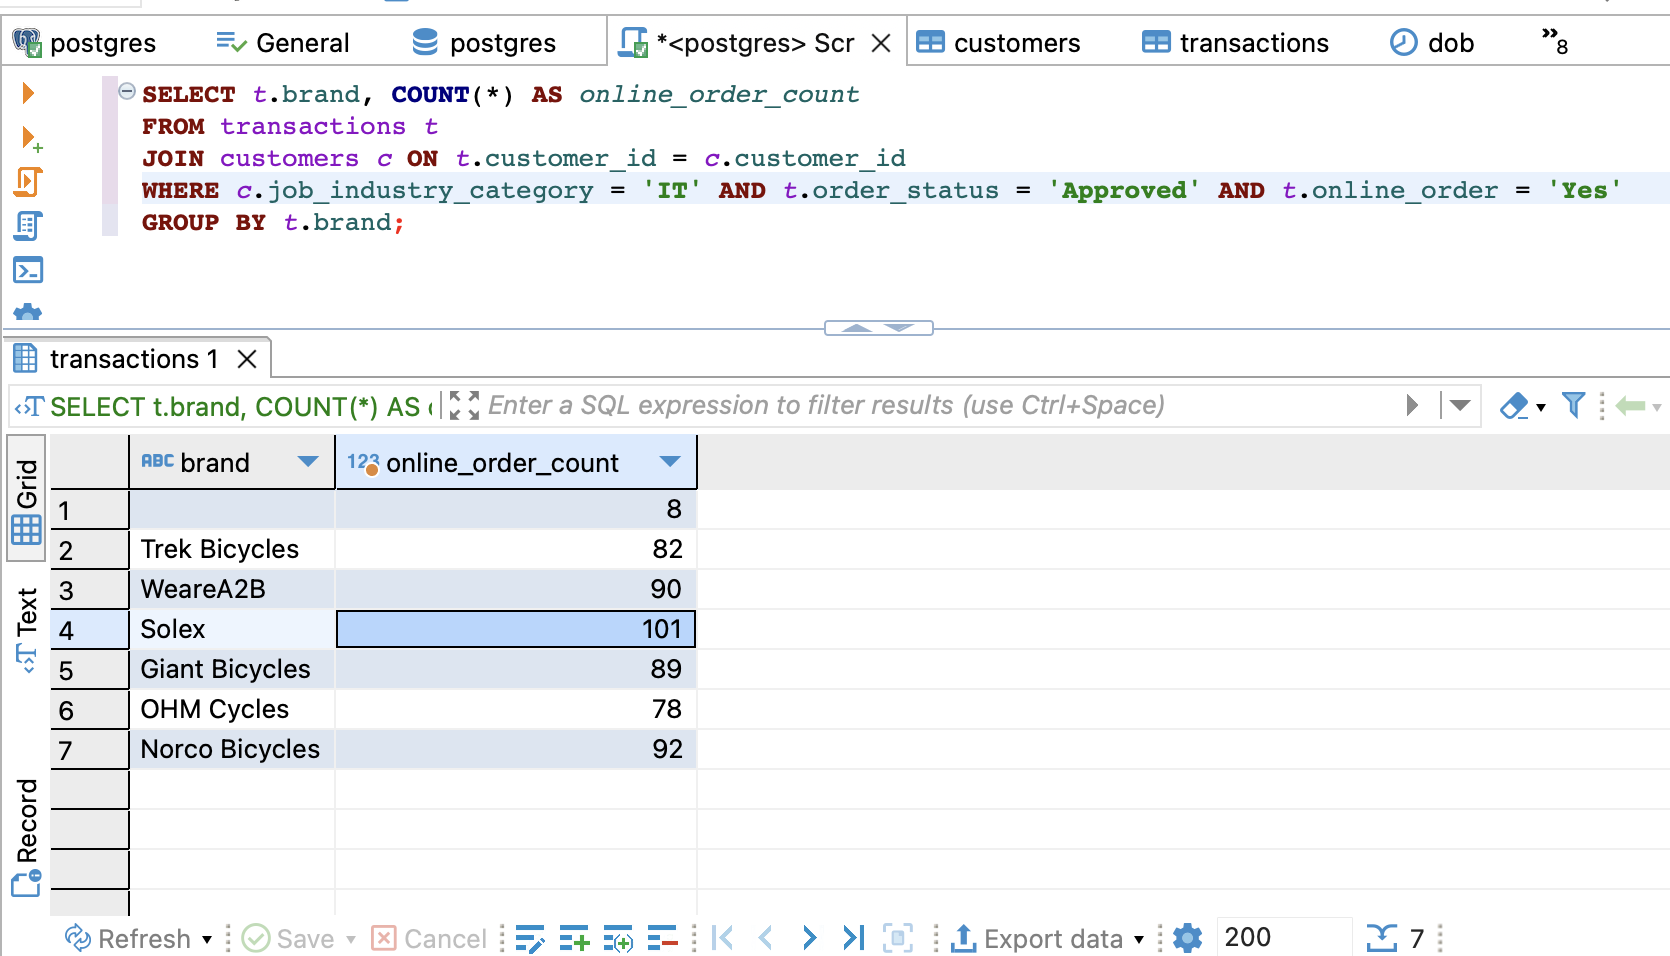 postgres General postgres *<postgres> Scr customers transactions dob »8
SELECT t.brand, COUNT(*) AS online_order_count
FROM transactions t
JOIN customers c ON t.customer_id = c.customer_id
WHERE c.job_industry_category = 'IT' AND t.order_status = 'Approved' AND t.online_order = 'Yes'
GROUP BY t.brand;
transactions 1
SELECT t.brand, COUNT(*) AS Enter a SQL expression to filter results (use Ctrl+Space)
Grid
Text
Record
ABC brand 123 online_order_count
1 8
2 Trek Bicycles 82
3 WeareA2B 90
4 Solex 101
5 Giant Bicycles 89
6 OHM Cycles 78
7 Norco Bicycles 92
Refresh Save Cancel Export data 200 7